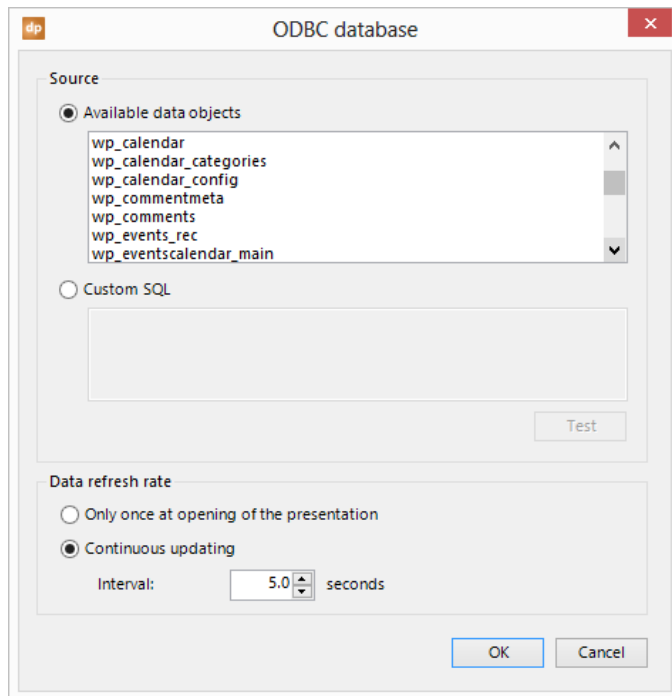 dp
ODBC database
Source
Available data objects
wp_calendar
wp_calendar_categories
wp_calendar_config
wp_commentmeta
wp_comments
wp_events_rec
wp_eventscalendar_main
Custom SQL
Test
Data refresh rate
Only once at opening of the presentation
Continuous updating
Interval: 5.0 seconds
OK Cancel